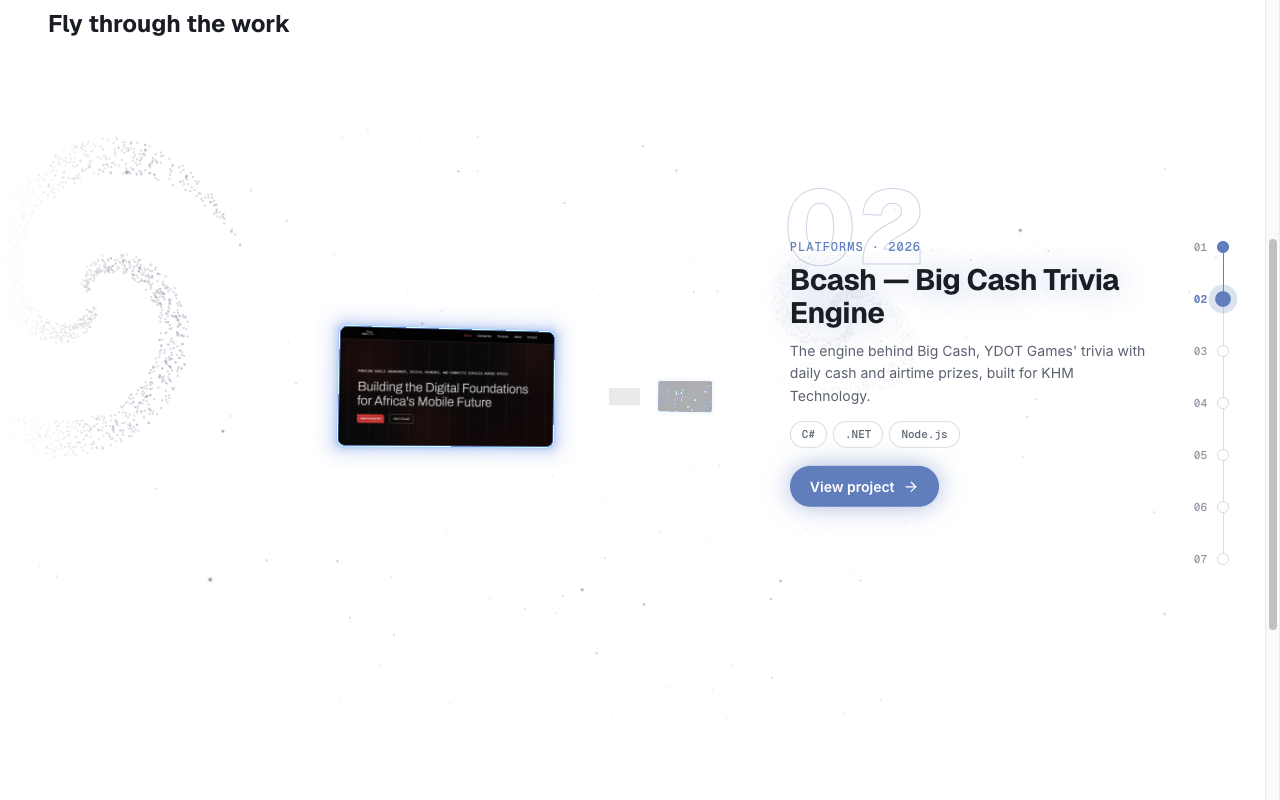 Fly through the work
02
PLATFORMS · 2026
Bcash — Big Cash Trivia
Engine
The engine behind Big Cash, YDOT Games' trivia with
daily cash and airtime prizes, built for KHM
Technology.
C#
.NET
Node.js
View project
Building the Digital Foundations
for Africa's Mobile Future
01
02
03
04
05
06
07